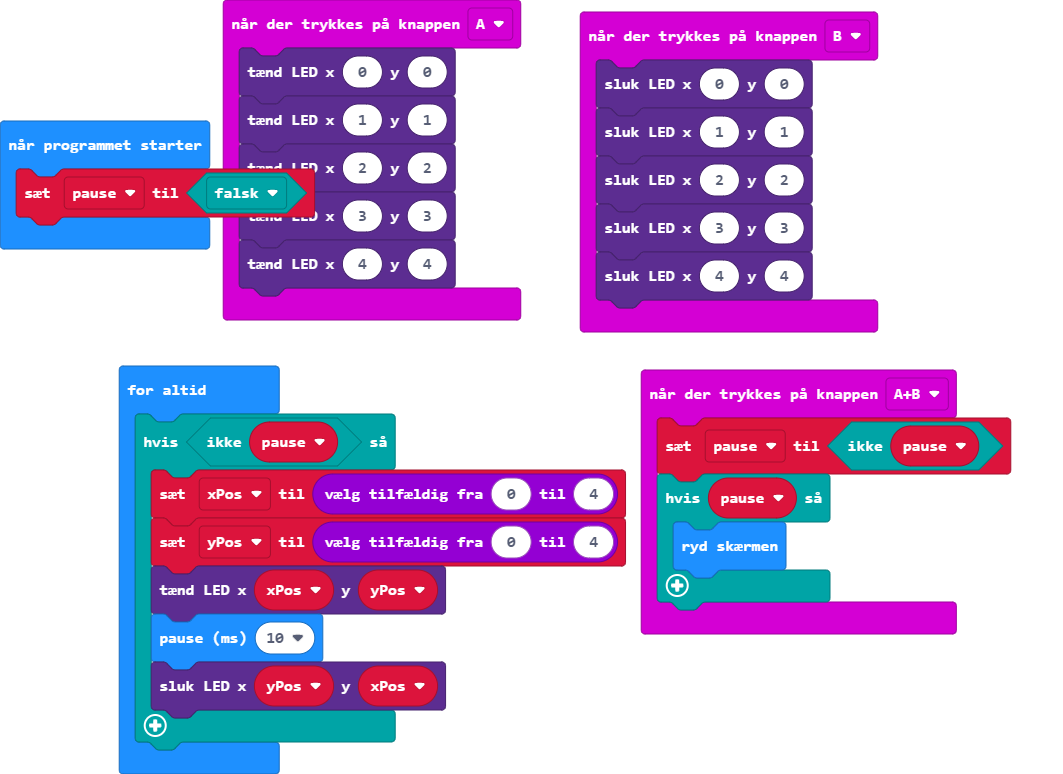 når der trykkes på knappen A
tænd LED x 0 y 0
tænd LED x 1 y 1
tænd LED x 2 y 2
tænd LED x 3 y 3
tænd LED x 4 y 4
når der trykkes på knappen B
sluk LED x 0 y 0
sluk LED x 1 y 1
sluk LED x 2 y 2
sluk LED x 3 y 3
sluk LED x 4 y 4
når programmet starter
sæt pause til falsk
for altid
hvis ikke pause så
sæt xPos til vælg tilfældig fra 0 til 4
sæt yPos til vælg tilfældig fra 0 til 4
tænd LED x xPos y yPos
pause (ms) 10
sluk LED x yPos y xPos
når der trykkes på knappen A+B
sæt pause til ikke pause
hvis pause så
ryd skærmen